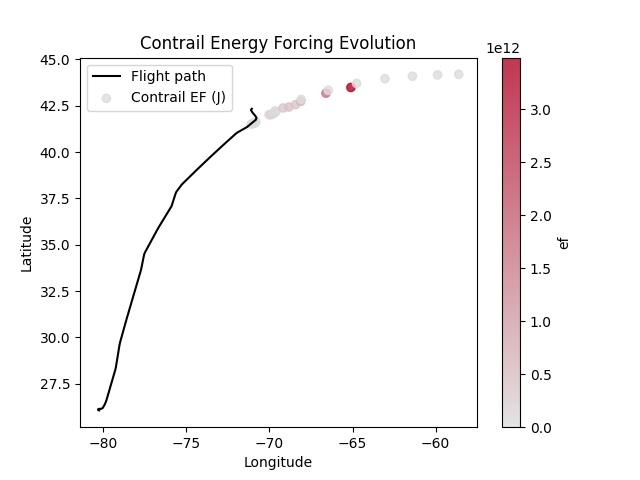 Contrail Energy Forcing Evolution
1e12
Flight path
Contrail EF (J)
45.0
42.5
40.0
37.5
35.0
32.5
30.0
27.5
Latitude
−80
−75
−70
−65
−60
Longitude
3.0
2.5
2.0
1.5
1.0
0.5
0.0
ef